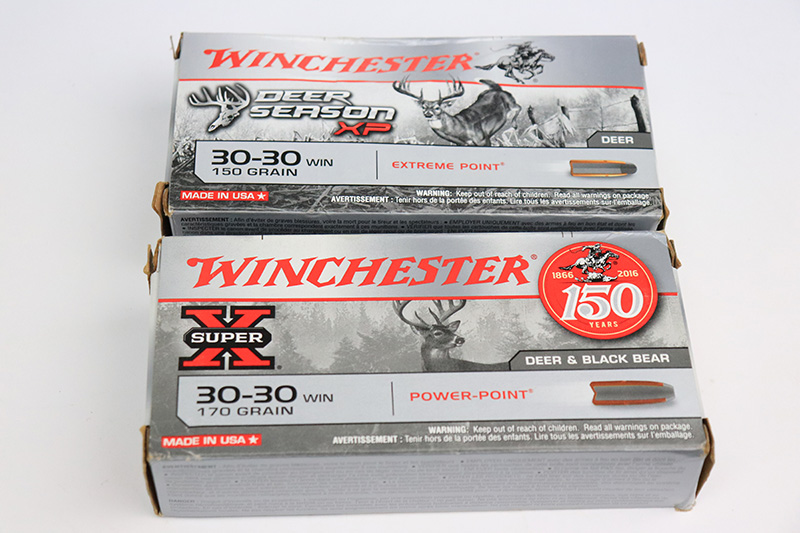 WINCHESTER®
DEER
SEASON
XP
DEER
30-30 WIN
150 GRAIN
EXTREME POINT®
MADE IN USA
WARNING: Keep out of reach of children. Read all warnings on package.
AVERTISSEMENT : Tenir hors de la portée des enfants. Lire tous les avertissements sur l'emballage.
WINCHESTER®
1866 2016
150
YEARS
SUPER
X
DEER & BLACK BEAR
30-30 WIN
170 GRAIN
POWER-POINT®
MADE IN USA
WARNING: Keep out of reach of children. Read all warnings on package.
AVERTISSEMENT : Tenir hors de la portée des enfants. Lire tous les avertissements sur l'emballage.